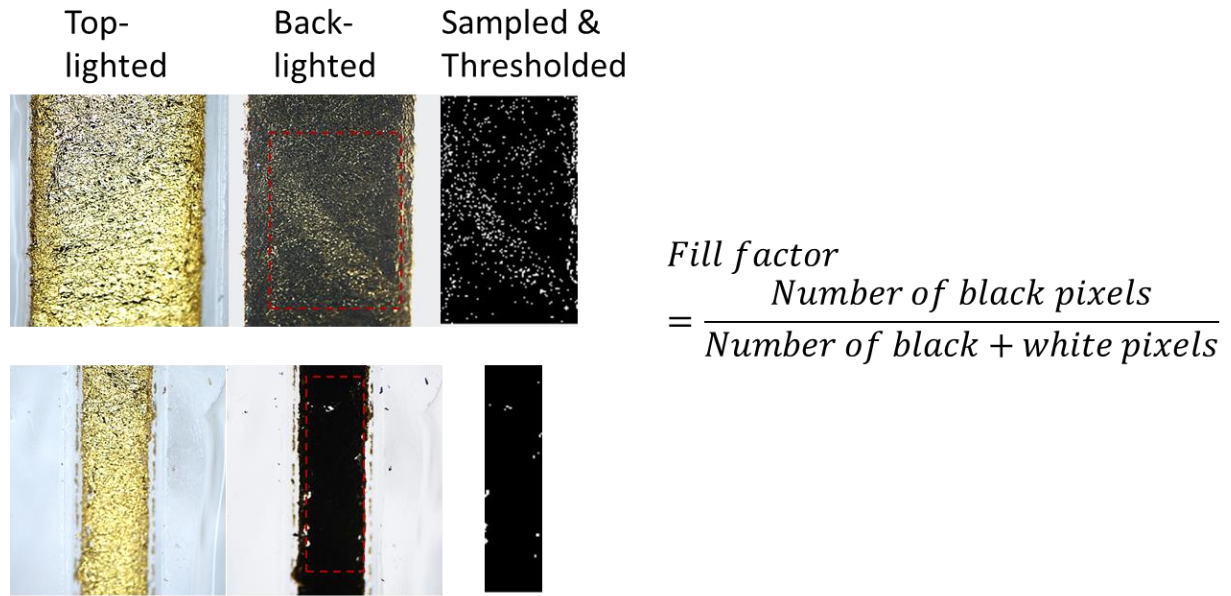 Top-
lighted
Back-
lighted
Sampled &
Thresholded
Fill factor
= Number of black pixels
Number of black + white pixels